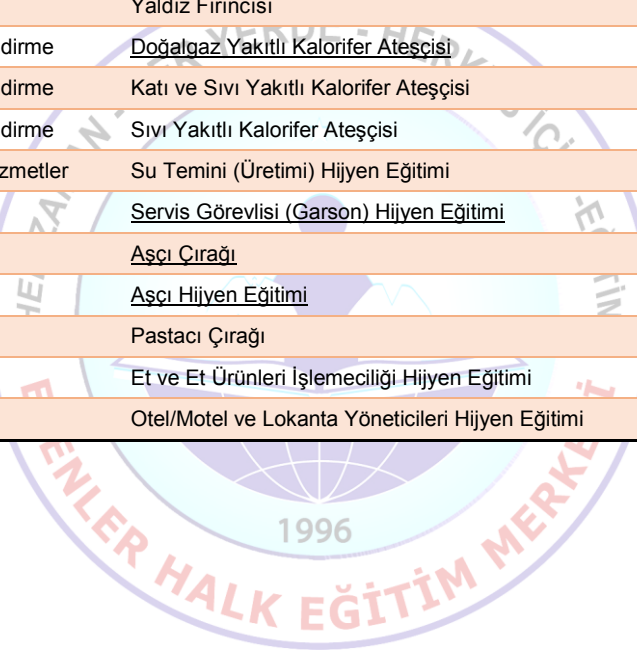 Yaldız Fırıncısı
dirme Doğalgaz Yakıtlı Kalorifer Ateşçisi
dirme Katı ve Sıvı Yakıtlı Kalorifer Ateşçisi
dirme Sıvı Yakıtlı Kalorifer Ateşçisi
zmetler Su Temini (Üretimi) Hijyen Eğitimi
Servis Görevlisi (Garson) Hijyen Eğitimi
Aşçı Çırağı
Aşçı Hijyen Eğitimi
Pastacı Çırağı
Et ve Et Ürünleri İşlemeciliği Hijyen Eğitimi
Otel/Motel ve Lokanta Yöneticileri Hijyen Eğitimi
1996
HALK EĞİTİM